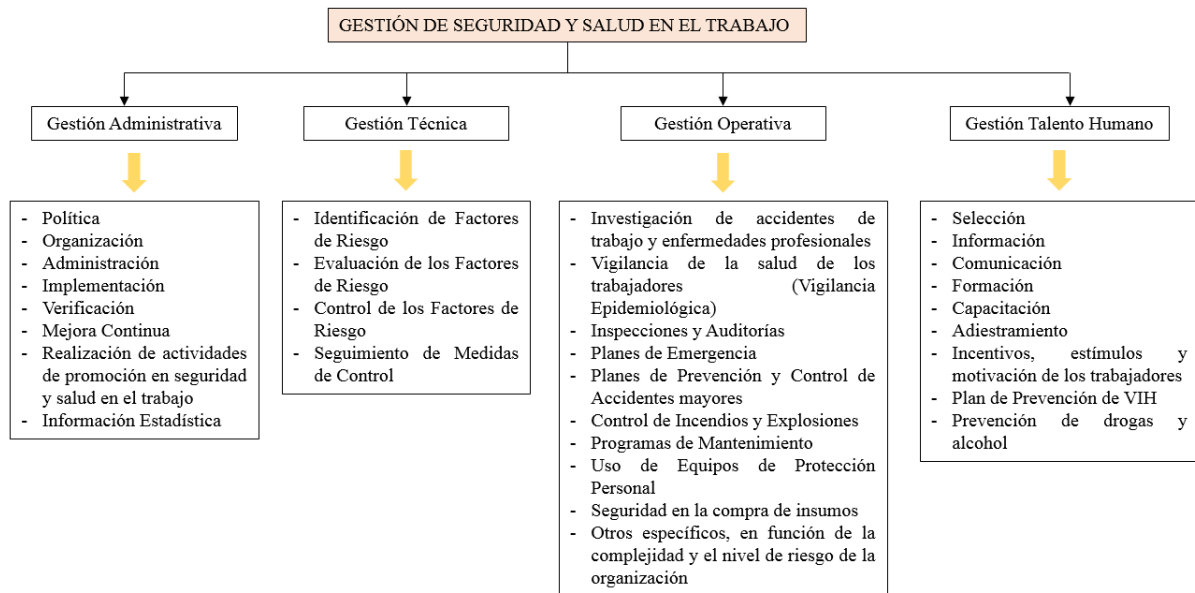 GESTIÓN DE SEGURIDAD Y SALUD EN EL TRABAJO
Gestión Administrativa
- Política
- Organización
- Administración
- Implementación
- Verificación
- Mejora Continua
- Realización de actividades
de promoción en seguridad
y salud en el trabajo
- Información Estadística
Gestión Técnica
- Identificación de Factores
de Riesgo
- Evaluación de los Factores
de Riesgo
- Control de los Factores de
Riesgo
- Seguimiento de Medidas
de Control
Gestión Operativa
- Investigación de accidentes de
trabajo y enfermedades profesionales
- Vigilancia de la salud de los
trabajadores (Vigilancia
Epidemiológica)
- Inspecciones y Auditorías
- Planes de Emergencia
- Planes de Prevención y Control de
Accidentes mayores
- Control de Incendios y Explosiones
- Programas de Mantenimiento
- Uso de Equipos de Protección
Personal
- Seguridad en la compra de insumos
- Otros específicos, en función de la
complejidad y el nivel de riesgo de la
organización
Gestión Talento Humano
- Selección
- Información
- Comunicación
- Formación
- Capacitación
- Adiestramiento
- Incentivos, estímulos y
motivación de los trabajadores
- Plan de Prevención de VIH
- Prevención de drogas y
alcohol